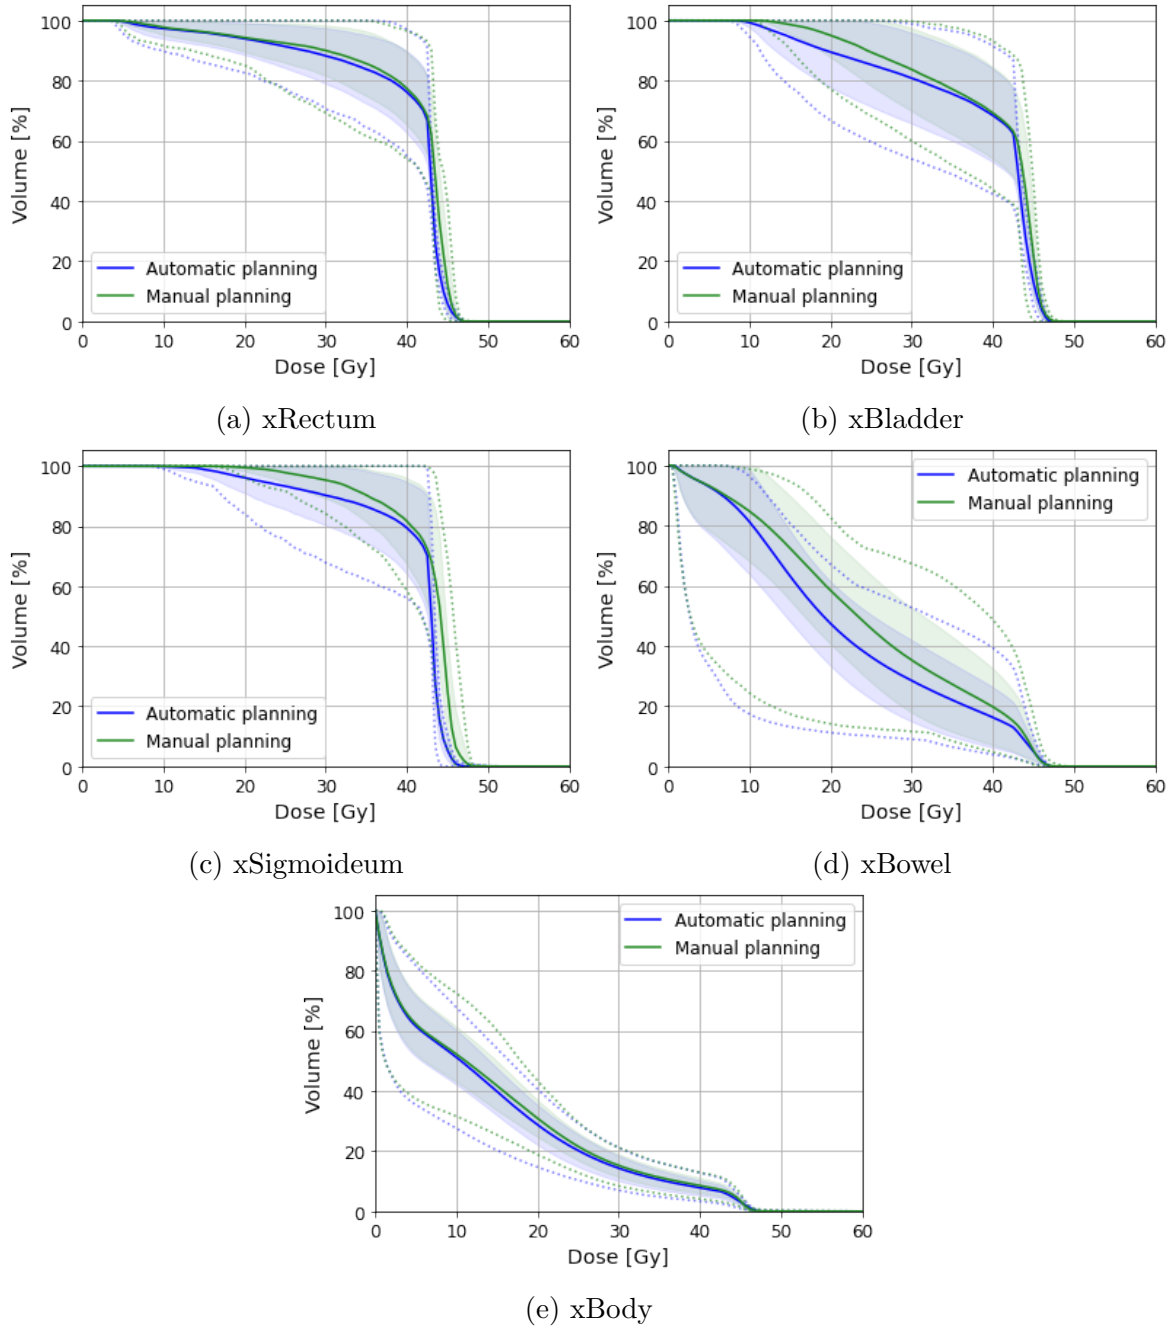 100
80
60
40
20
0
Volume [%]
Automatic planning
Manual planning
0 10 20 30 40 50 60
Dose [Gy]
(a) xRectum
100
80
60
40
20
0
Volume [%]
Automatic planning
Manual planning
0 10 20 30 40 50 60
Dose [Gy]
(b) xBladder
100
80
60
40
20
0
Volume [%]
Automatic planning
Manual planning
0 10 20 30 40 50 60
Dose [Gy]
(c) xSigmoideum
100
80
60
40
20
0
Volume [%]
Automatic planning
Manual planning
0 10 20 30 40 50 60
Dose [Gy]
(d) xBowel
100
80
60
40
20
0
Volume [%]
Automatic planning
Manual planning
0 10 20 30 40 50 60
Dose [Gy]
(e) xBody